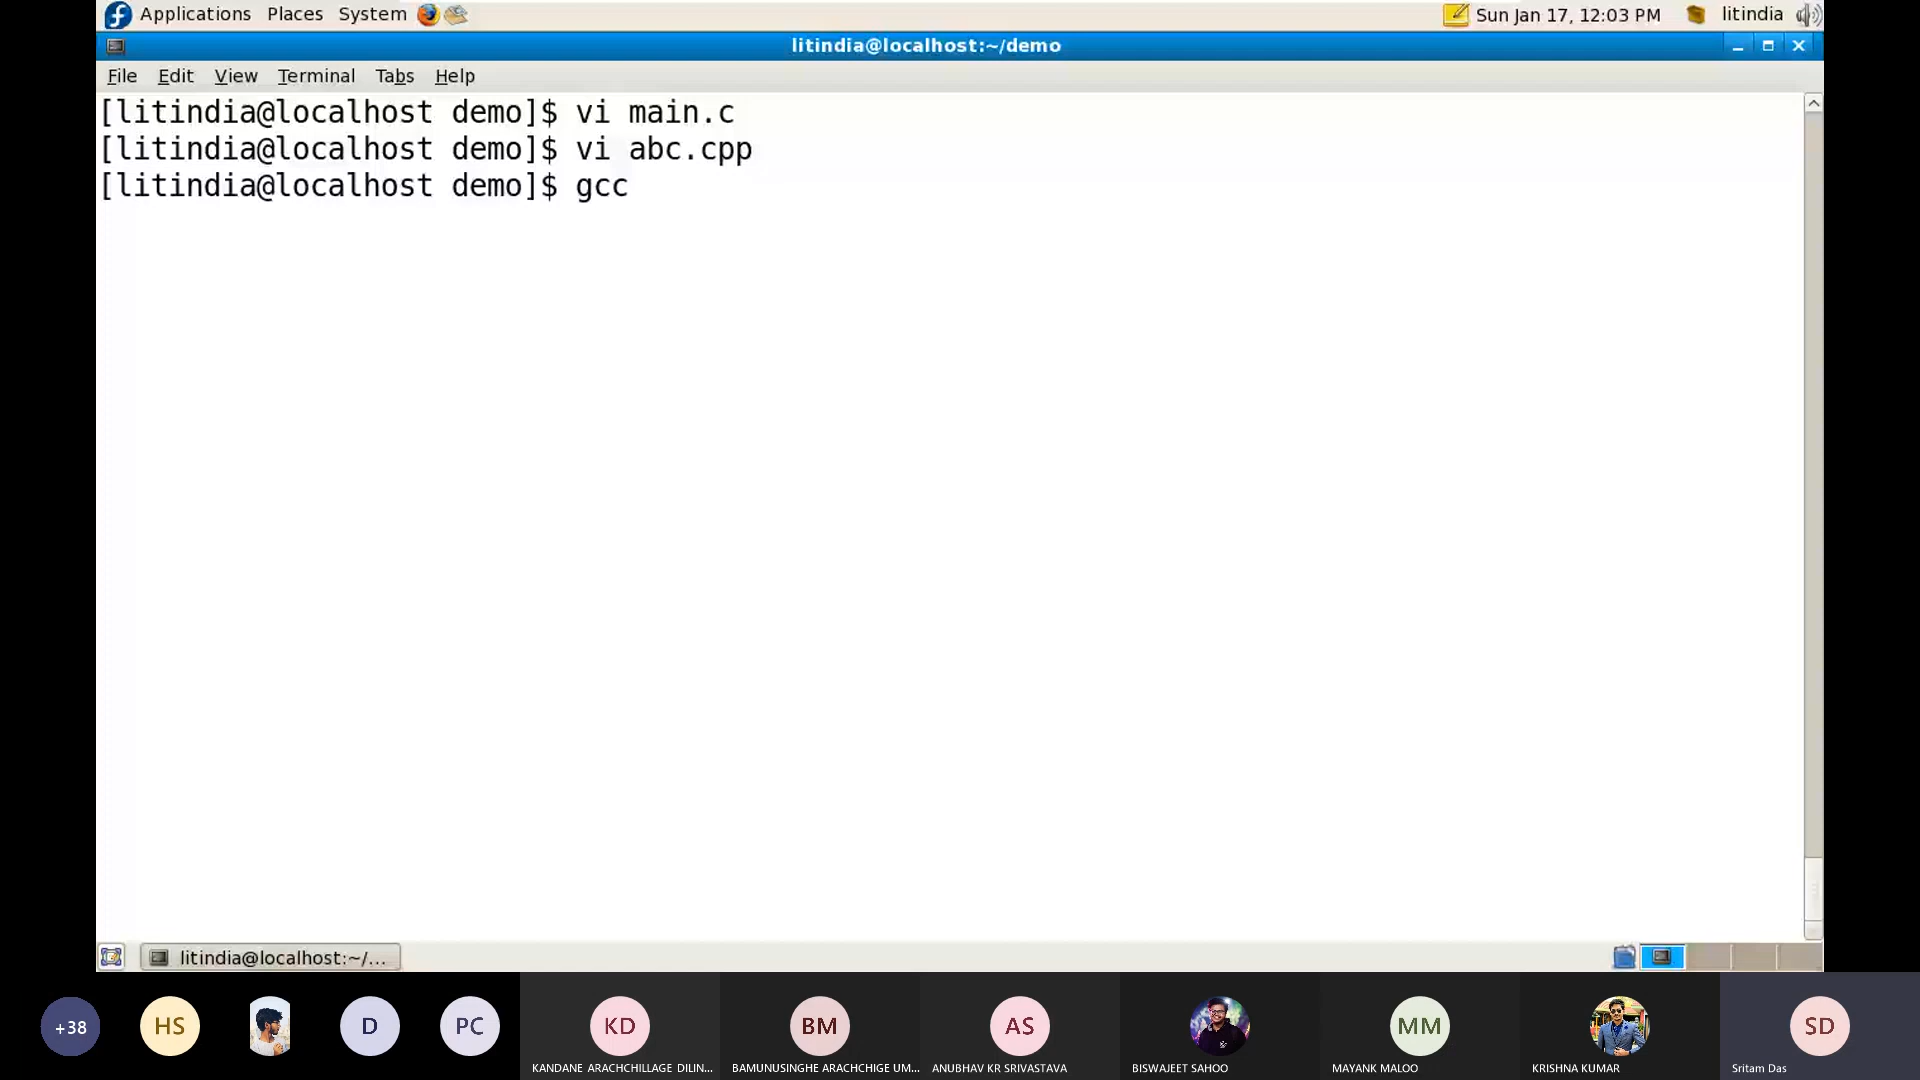 Applications Places System Sun Jan 17, 12:03 PM litindia
litindia@localhost:~/demo
File Edit View Terminal Tabs Help
[litindia@localhost demo]$ vi main.c
[litindia@localhost demo]$ vi abc.cpp
[litindia@localhost demo]$ gcc
litindia@localhost:~/...
+38 HS D PC KD BM AS MM SD
KANDANE ARACHCHILLAGE DILIN... BAMUNUSINGHE ARACHCHIGE UM... ANUBHAV KR SRIVASTAVA BISWAJEET SAHOO MAYANK MALOO KRISHNA KUMAR Sritam Das